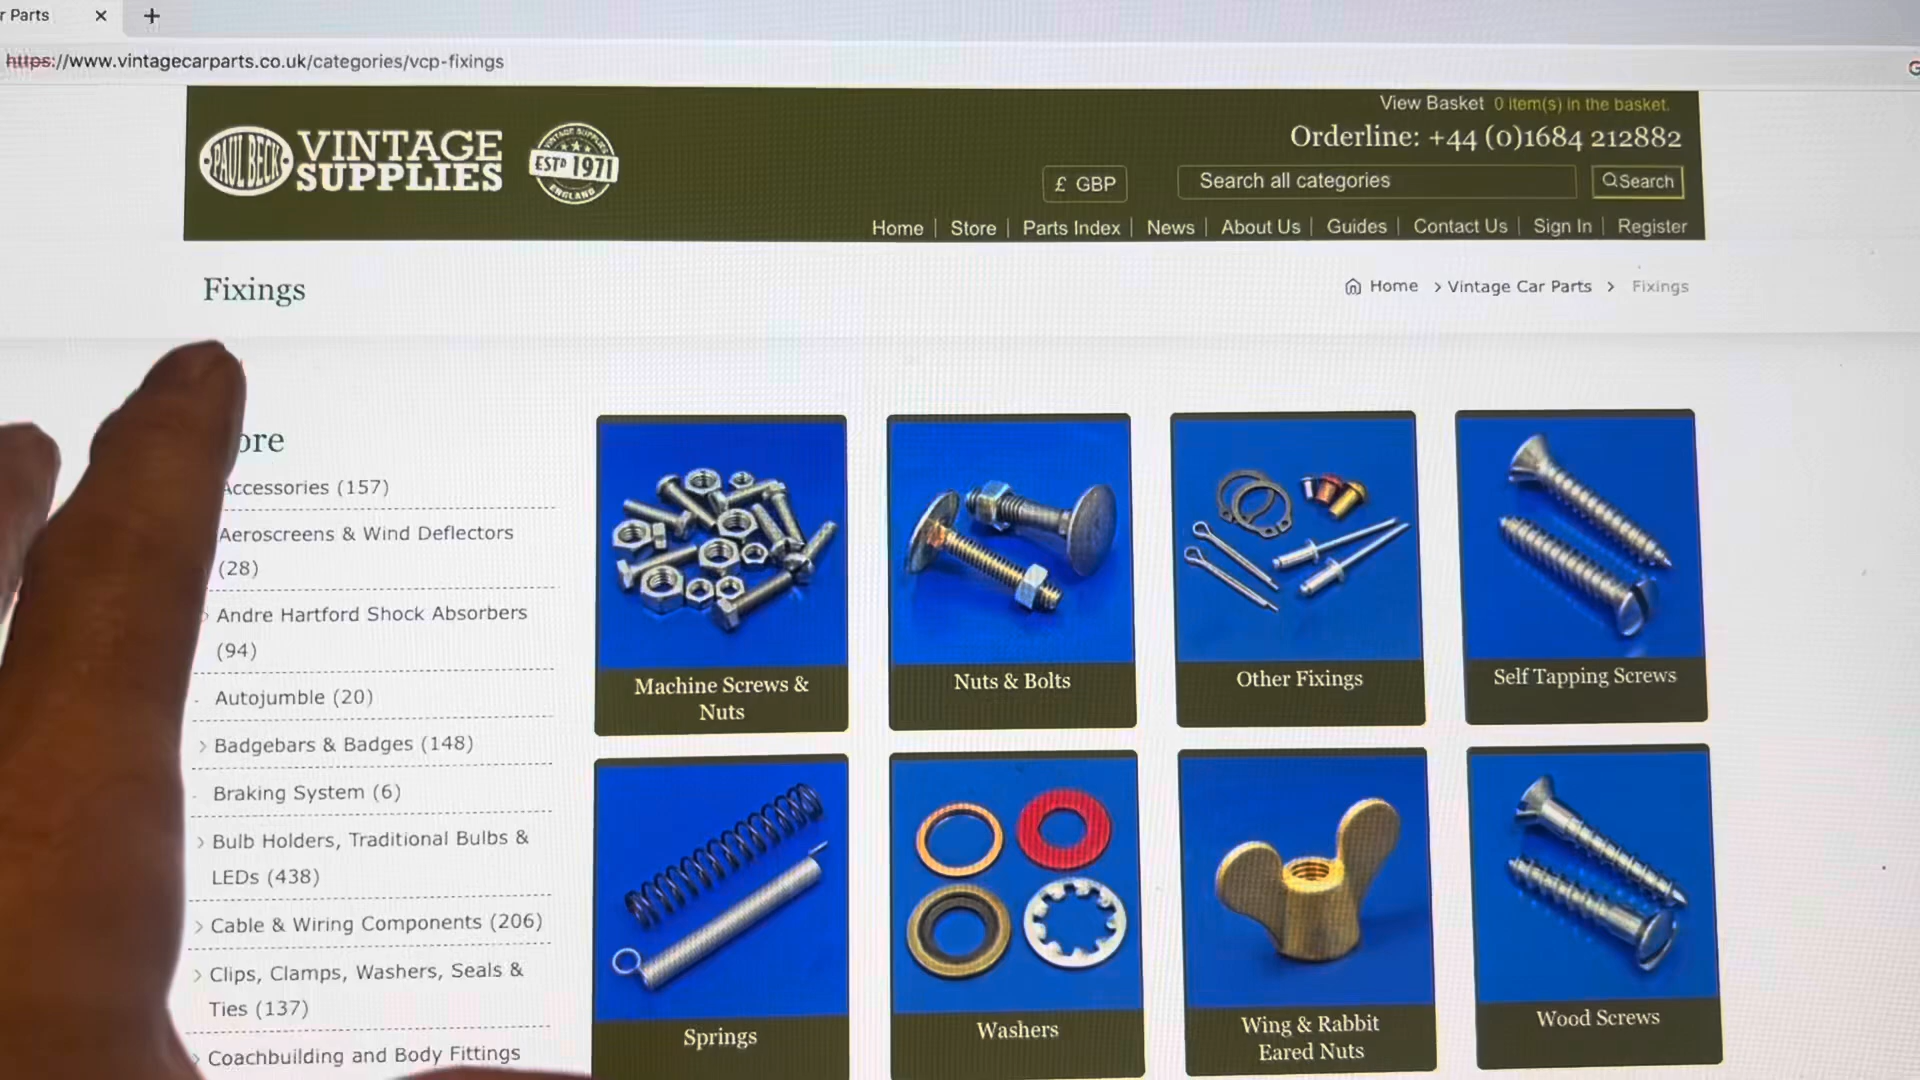 r Parts
https://www.vintagecarparts.co.uk/categories/vcp-fixings
View Basket 0 item(s) in the basket.
PAUL BECK VINTAGE SUPPLIES
VINTAGE SUPPLIES
ESTD 1971
ENGLAND
Orderline: +44 (0)1684 212882
£ GBP
Search all categories
Search
Home | Store | Parts Index | News | About Us | Guides | Contact Us | Sign In | Register
Fixings
Home > Vintage Car Parts > Fixings
ore
Accessories (157)
Aeroscreens & Wind Deflectors
(28)
Andre Hartford Shock Absorbers
(94)
Autojumble (20)
Badgebars & Badges (148)
Braking System (6)
Bulb Holders, Traditional Bulbs &
LEDs (438)
Cable & Wiring Components (206)
Clips, Clamps, Washers, Seals &
Ties (137)
Coachbuilding and Body Fittings
Machine Screws &
Nuts
Nuts & Bolts
Other Fixings
Self Tapping Screws
Springs
Washers
Wing & Rabbit
Eared Nuts
Wood Screws